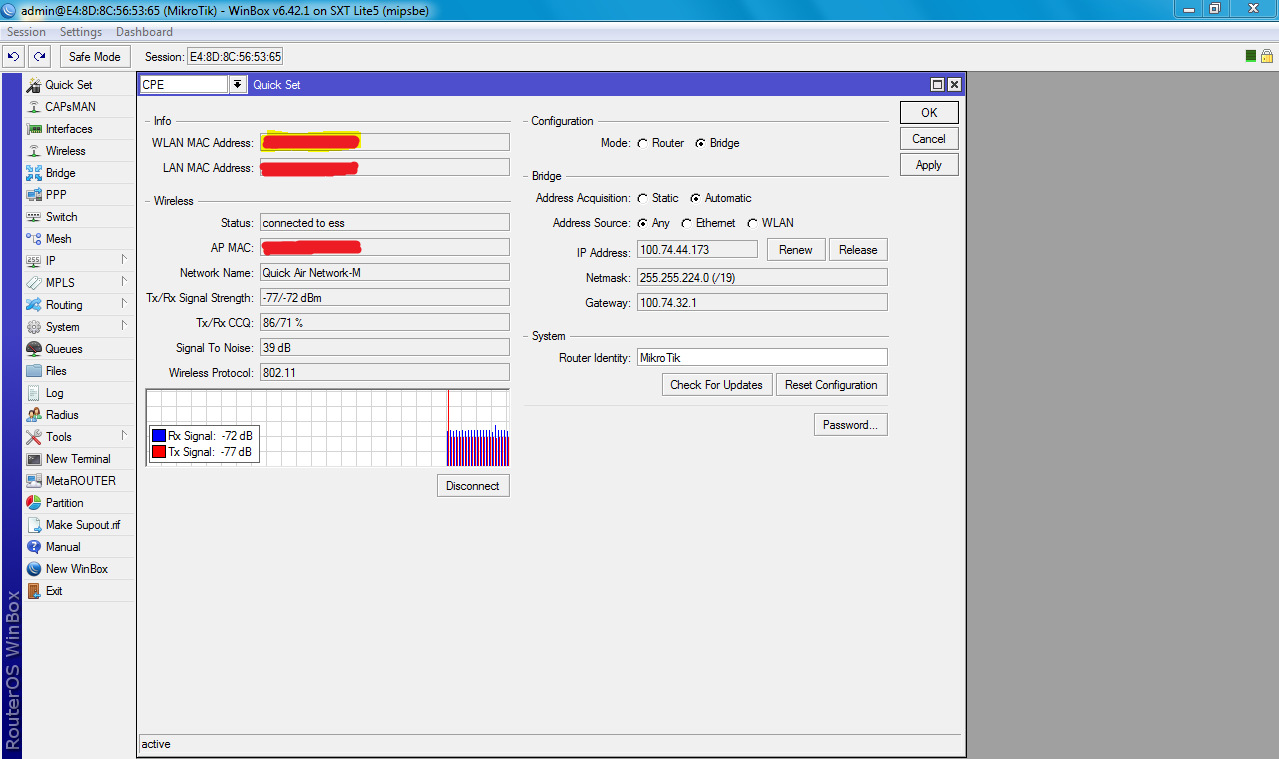 admin@E4:8D:8C:56:53:65 (MikroTik) - WinBox v6.42.1 on SXT Lite5 (mipsbe)
Session Settings Dashboard
Safe Mode Session: E4:8D:8C:56:53:65
Quick Set
CAPsMAN
Interfaces
Wireless
Bridge
PPP
Switch
Mesh
IP
MPLS
Routing
System
Queues
Files
Log
Radius
Tools
New Terminal
MetaROUTER
Partition
Make Supout.rif
Manual
New WinBox
Exit
RouterOS WinBox
CPE Quick Set
Info
WLAN MAC Address:
LAN MAC Address:
Wireless
Status: connected to ess
AP MAC:
Network Name: Quick Air Network-M
Tx/Rx Signal Strength: -77/-72 dBm
Tx/Rx CCQ: 86/71 %
Signal To Noise: 39 dB
Wireless Protocol: 802.11
Rx Signal: -72 dB
Tx Signal: -77 dB
Disconnect
Configuration
Mode: Router Bridge
Bridge
Address Acquisition: Static Automatic
Address Source: Any Ethernet WLAN
IP Address: 100.74.44.173 Renew Release
Netmask: 255.255.224.0 (/19)
Gateway: 100.74.32.1
System
Router Identity: MikroTik
Check For Updates Reset Configuration
Password...
OK
Cancel
Apply
active